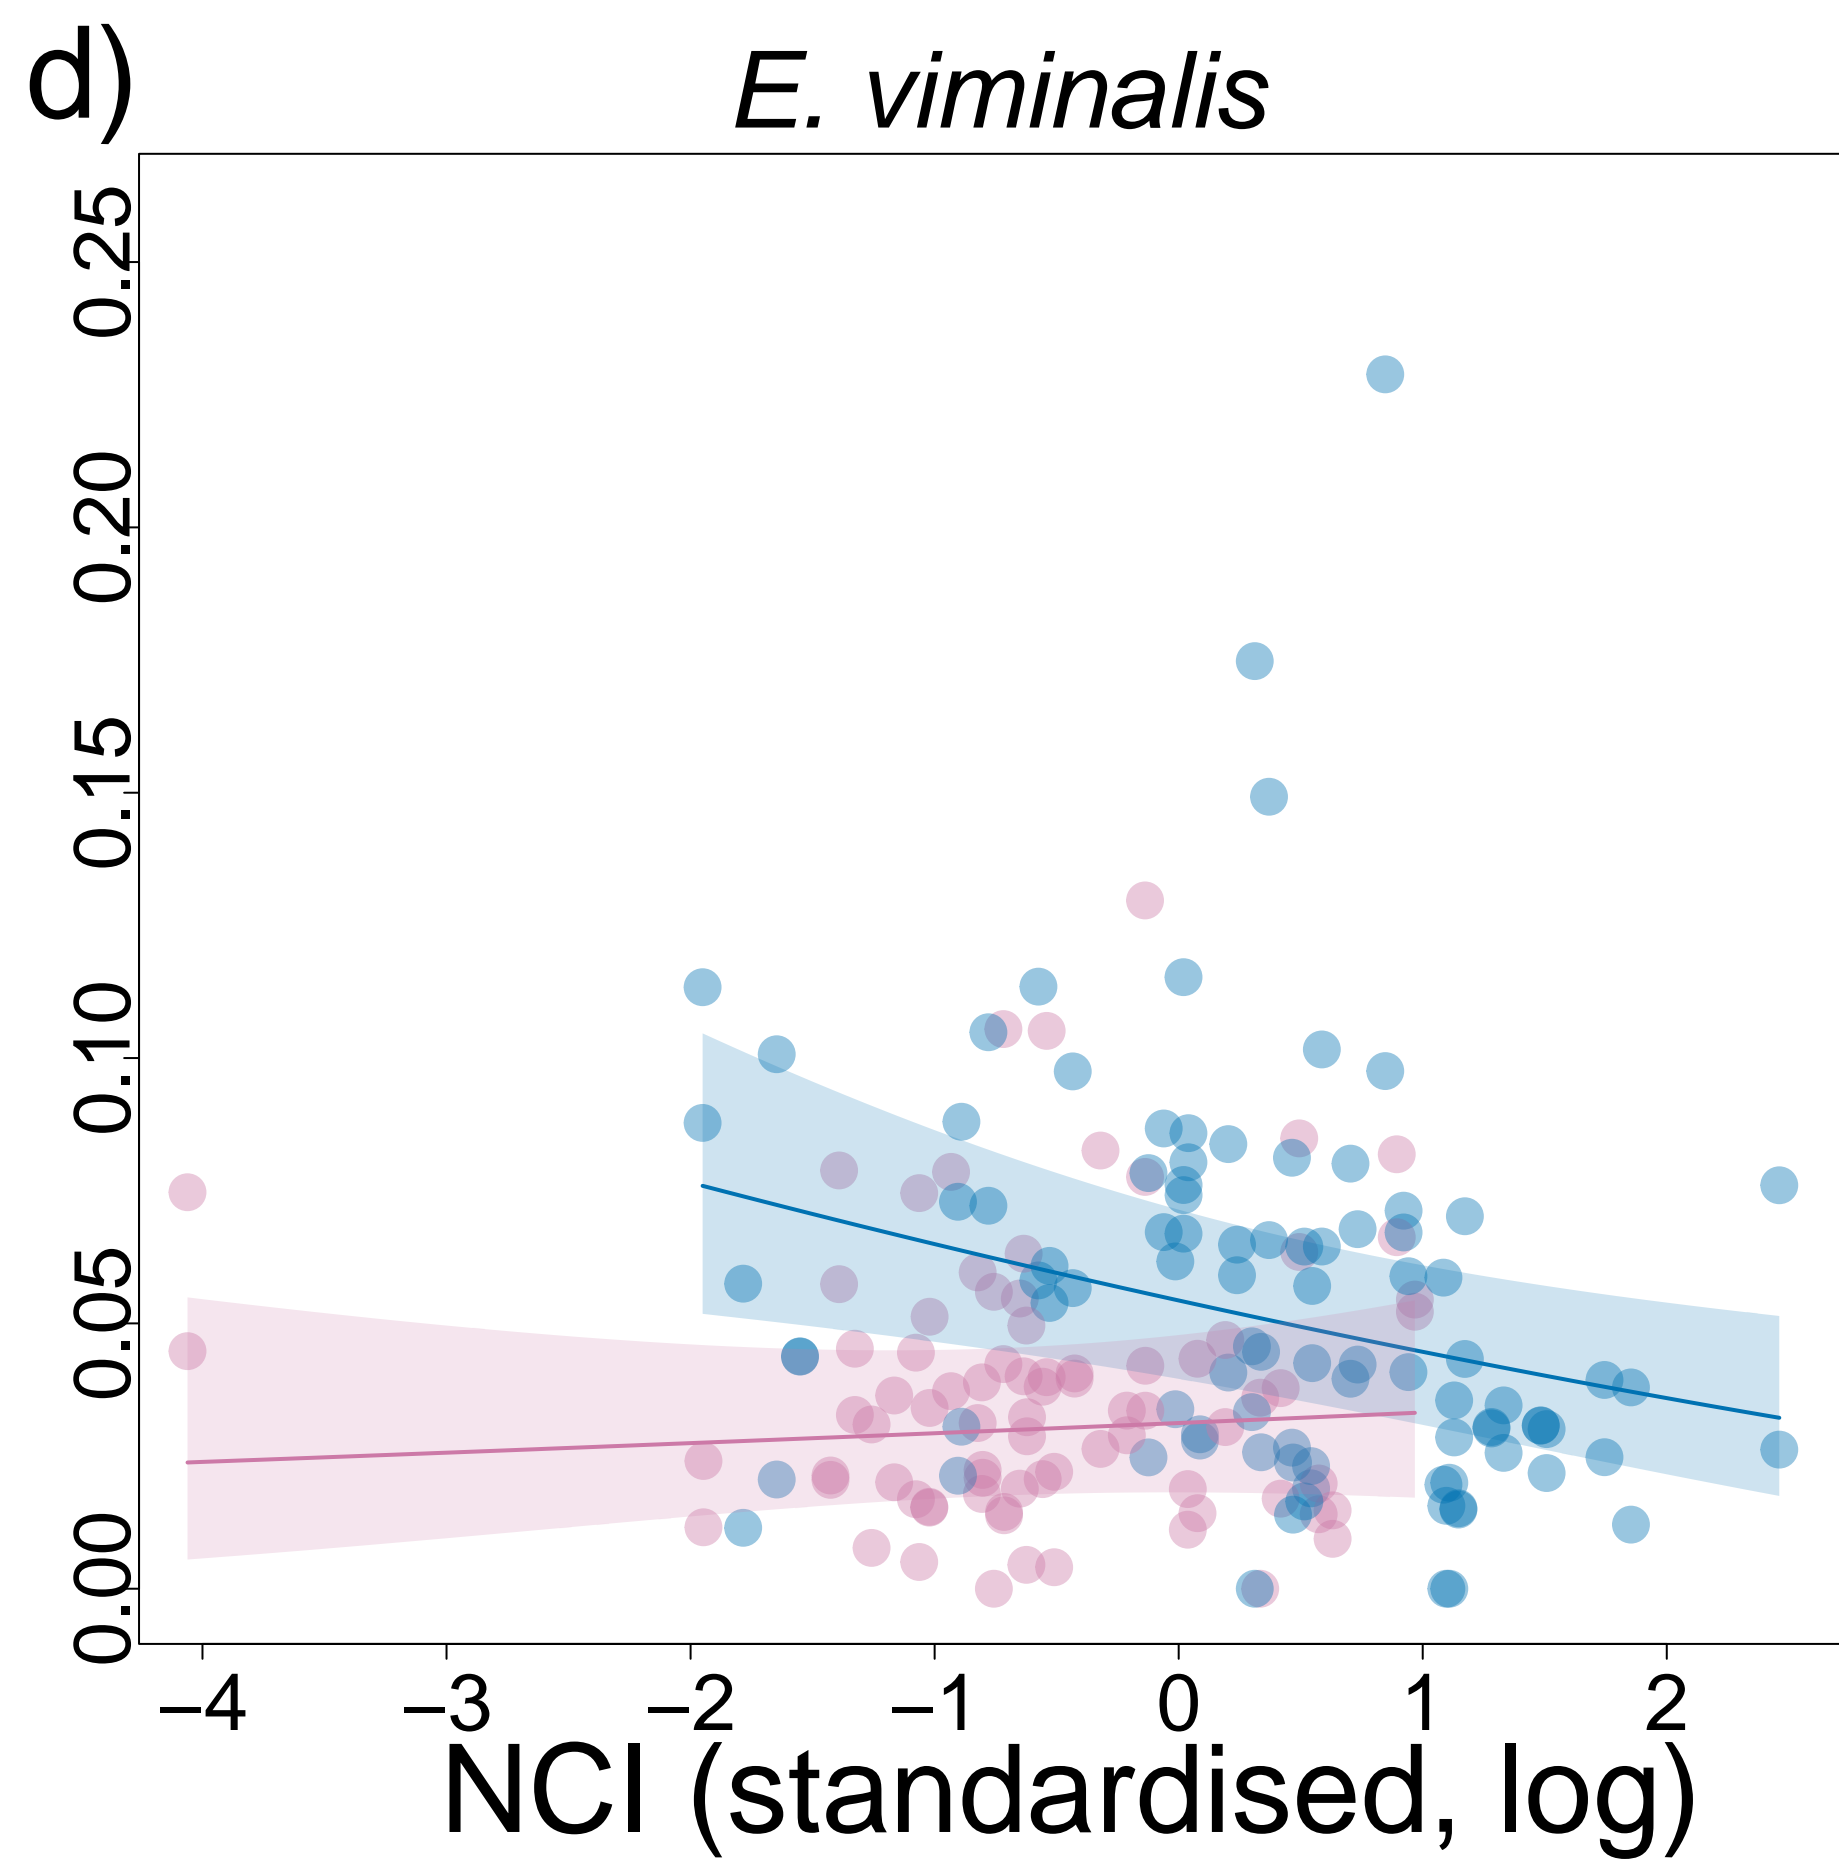 d)
E. viminalis
0.25
0.20
0.15
0.10
0.05
0.00
–4 –3 –2 –1 0 1 2
NCI (standardised, log)